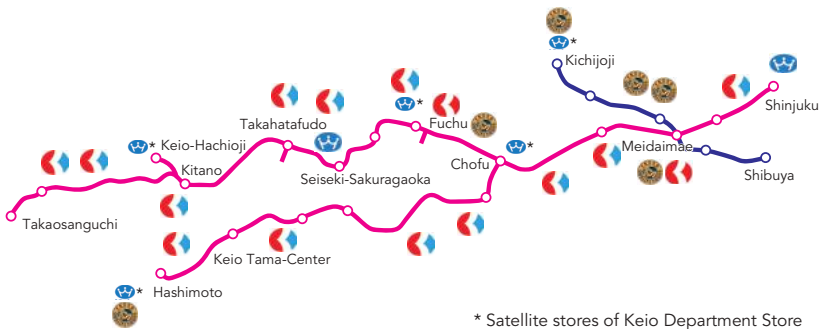 Kichijoji
Shinjuku
Takahatafudo
Fuchu
Keio-Hachioji
Meidaimae
Chofu
Kitano
Seiseki-Sakuragaoka
Shibuya
Takaosanguchi
Keio Tama-Center
Hashimoto
*
*
*
*
*
* Satellite stores of Keio Department Store